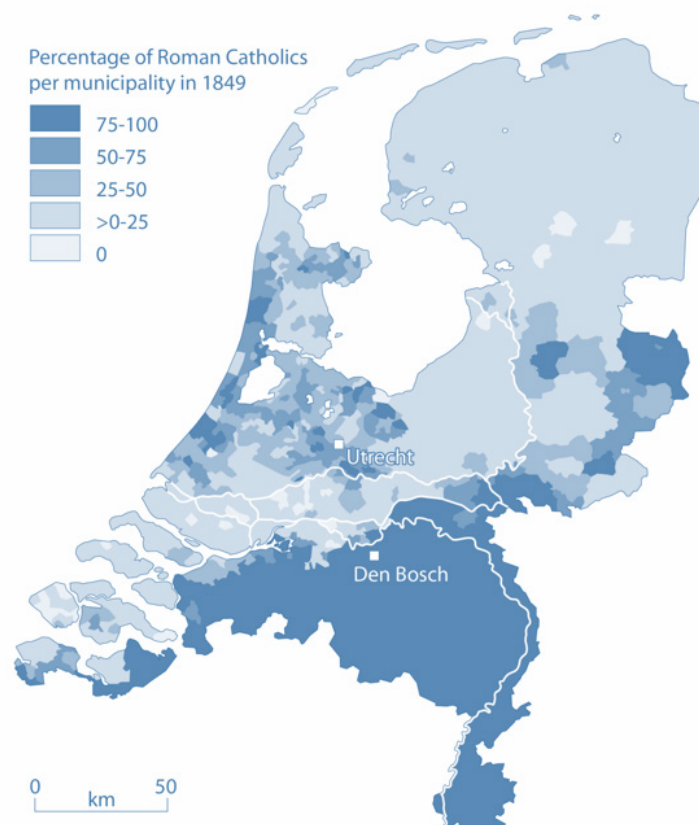 Percentage of Roman Catholics
per municipality in 1849
75-100
50-75
25-50
>0-25
0
Utrecht
Den Bosch
0 50
km